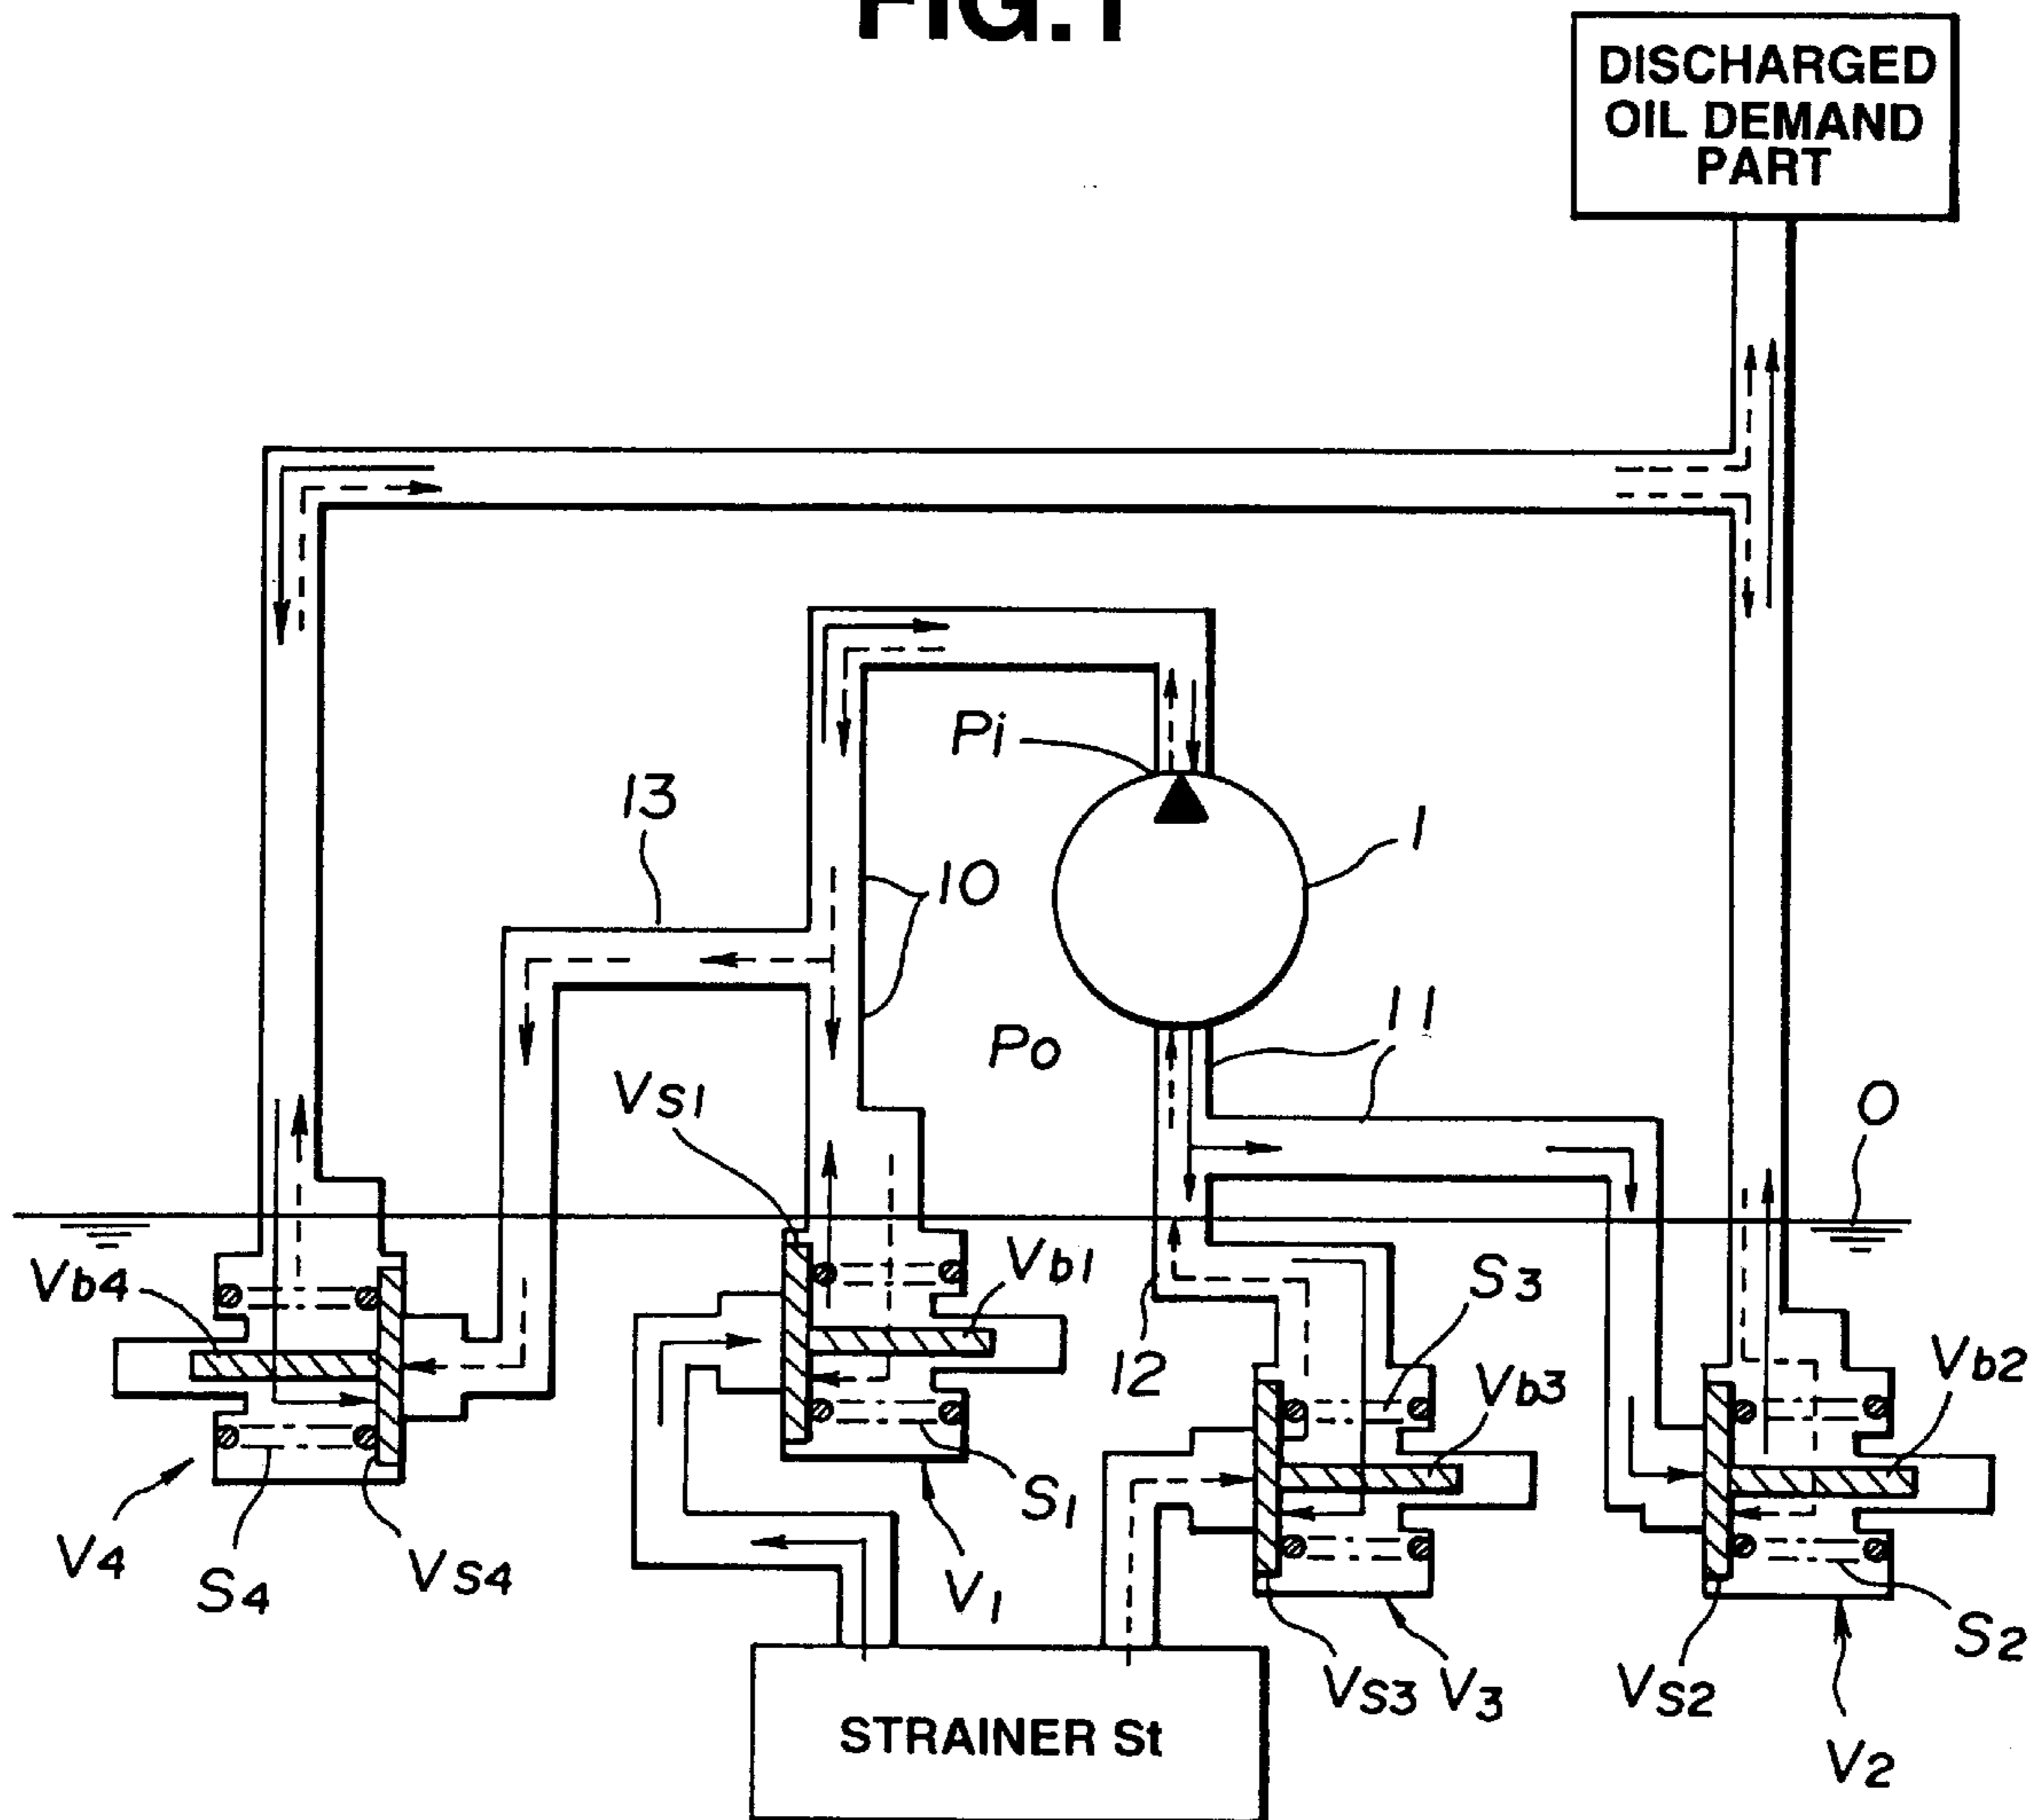 FIG.1
DISCHARGED
OIL DEMAND
PART
Pi
13
1
10
11
Po
VS1
O
Vb4
Vb1
S3
12
Vb3
Vb2
S1
V4
S4
VS4
V1
S2
VS3
V3
VS2
STRAINER St
V2